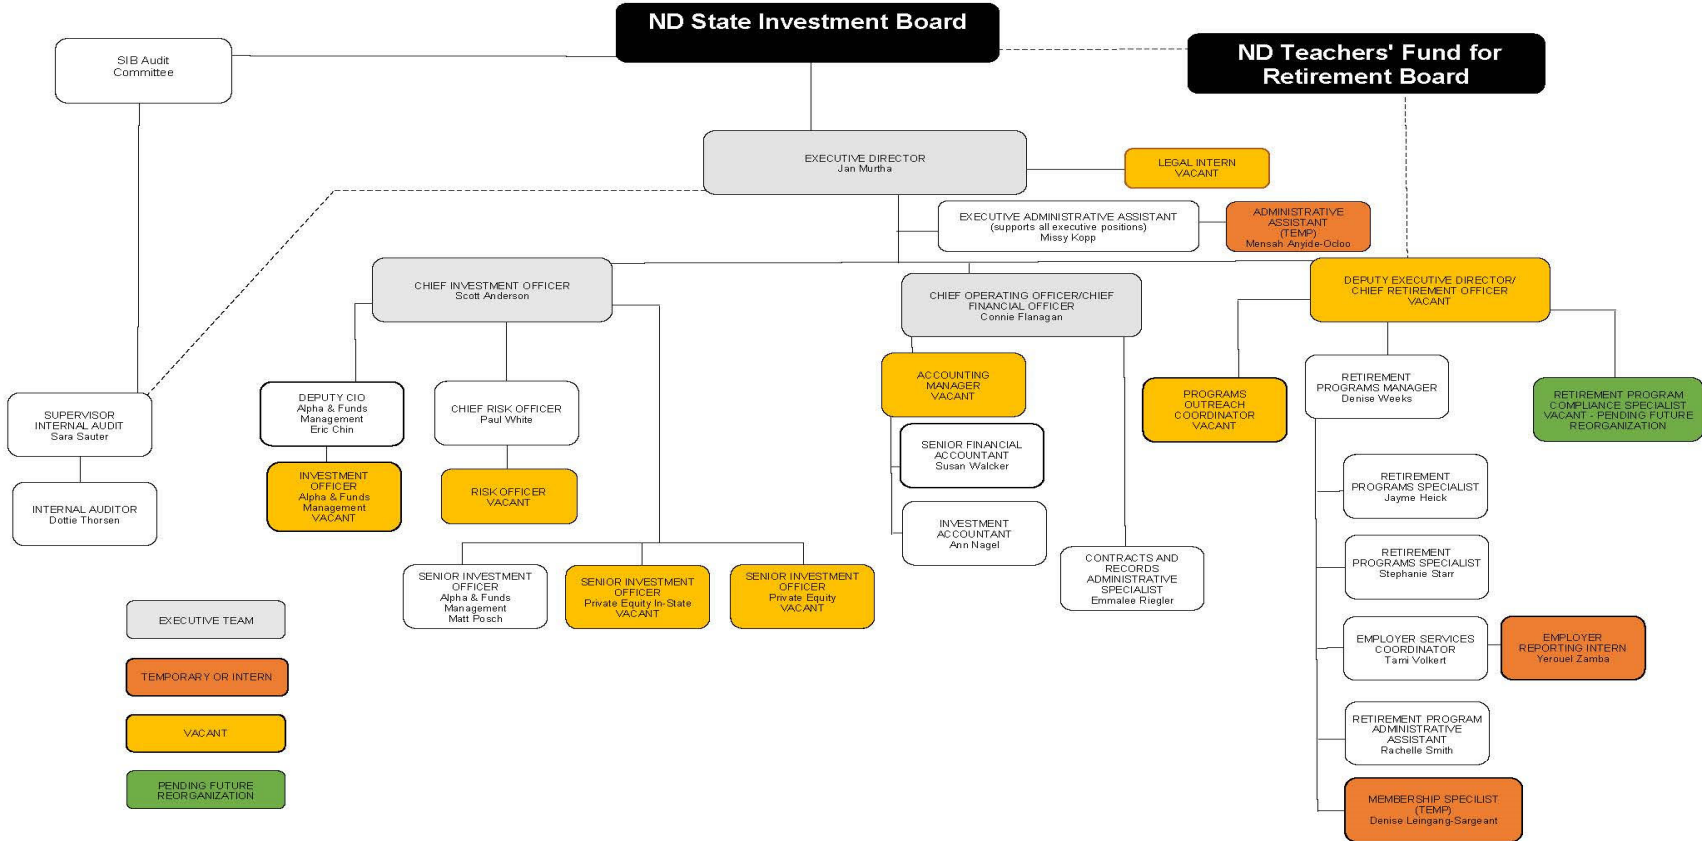 ND State Investment Board
ND Teachers' Fund for
Retirement Board
SIB Audit
Committee
EXECUTIVE DIRECTOR
Jan Murtha
LEGAL INTERN
VACANT
EXECUTIVE ADMINISTRATIVE ASSISTANT
(supports all executive positions)
Missy Kopp
ADMINISTRATIVE
ASSISTANT
(TEMP)
Mensah Anyide-Ocloo
CHIEF INVESTMENT OFFICER
Scott Anderson
CHIEF OPERATING OFFICER/CHIEF
FINANCIAL OFFICER
Connie Flanagan
DEPUTY EXECUTIVE DIRECTOR/
CHIEF RETIREMENT OFFICER
VACANT
SUPERVISOR
INTERNAL AUDIT
Sara Sauter
INTERNAL AUDITOR
Dottie Thorsen
DEPUTY CIO
Alpha & Funds
Management
Eric Chin
INVESTMENT
OFFICER
Alpha & Funds
Management
VACANT
CHIEF RISK OFFICER
Paul White
RISK OFFICER
VACANT
SENIOR INVESTMENT
OFFICER
Alpha & Funds
Management
Matt Posch
SENIOR INVESTMENT
OFFICER
Private Equity In-State
VACANT
SENIOR INVESTMENT
OFFICER
Private Equity
VACANT
ACCOUNTING
MANAGER
VACANT
SENIOR FINANCIAL
ACCOUNTANT
Susan Walcker
INVESTMENT
ACCOUNTANT
Ann Nagel
CONTRACTS AND
RECORDS
ADMINISTRATIVE
SPECIALIST
Emmalee Riegler
PROGRAMS
OUTREACH
COORDINATOR
VACANT
RETIREMENT
PROGRAMS MANAGER
Denise Weeks
RETIREMENT PROGRAM
COMPLIANCE SPECIALIST
VACANT - PENDING FUTURE
REORGANIZATION
RETIREMENT
PROGRAMS SPECIALIST
Jayme Heick
RETIREMENT
PROGRAMS SPECIALIST
Stephanie Starr
EMPLOYER SERVICES
COORDINATOR
Tami Volkert
EMPLOYER
REPORTING INTERN
Yerouel Zamba
RETIREMENT PROGRAM
ADMINISTRATIVE
ASSISTANT
Rachelle Smith
MEMBERSHIP SPECILIST
(TEMP)
Denise Leingang-Sargeant
EXECUTIVE TEAM
TEMPORARY OR INTERN
VACANT
PENDING FUTURE
REORGANIZATION